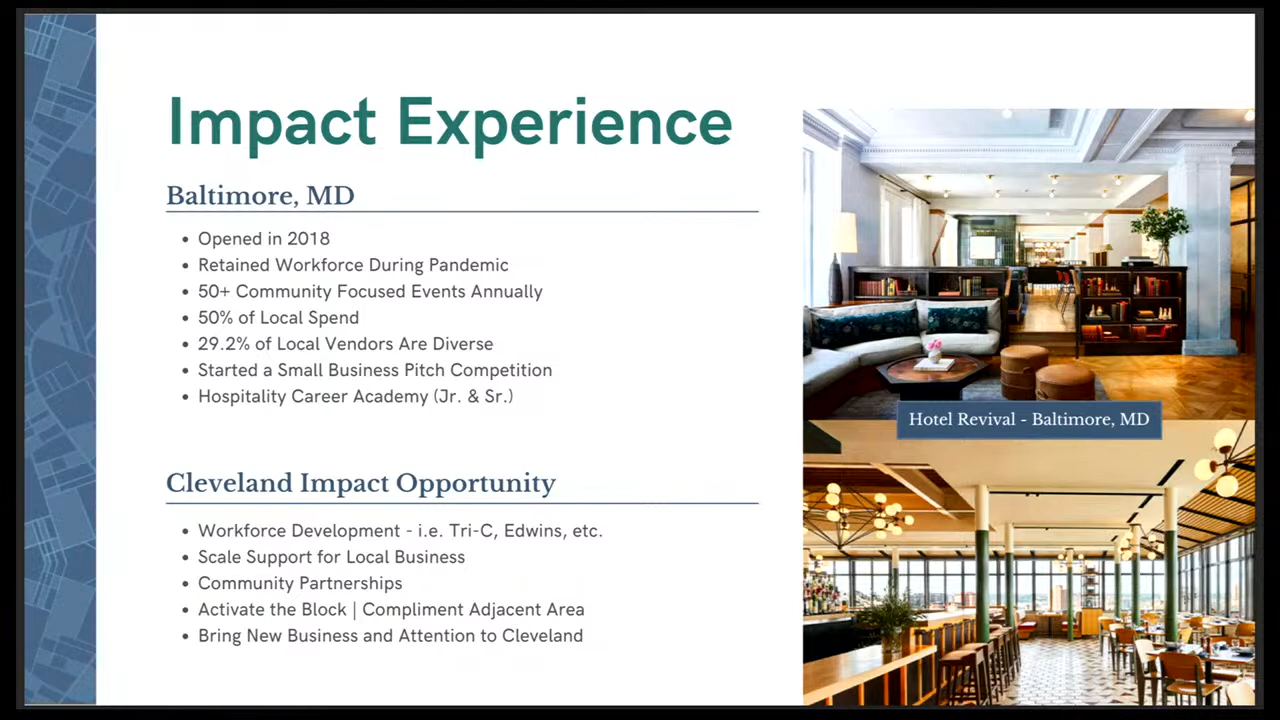 Impact Experience
Baltimore, MD
• Opened in 2018
• Retained Workforce During Pandemic
• 50+ Community Focused Events Annually
• 50% of Local Spend
• 29.2% of Local Vendors Are Diverse
• Started a Small Business Pitch Competition
• Hospitality Career Academy (Jr. & Sr.)
Hotel Revival - Baltimore, MD
Cleveland Impact Opportunity
• Workforce Development - i.e. Tri-C, Edwins, etc.
• Scale Support for Local Business
• Community Partnerships
• Activate the Block | Compliment Adjacent Area
• Bring New Business and Attention to Cleveland